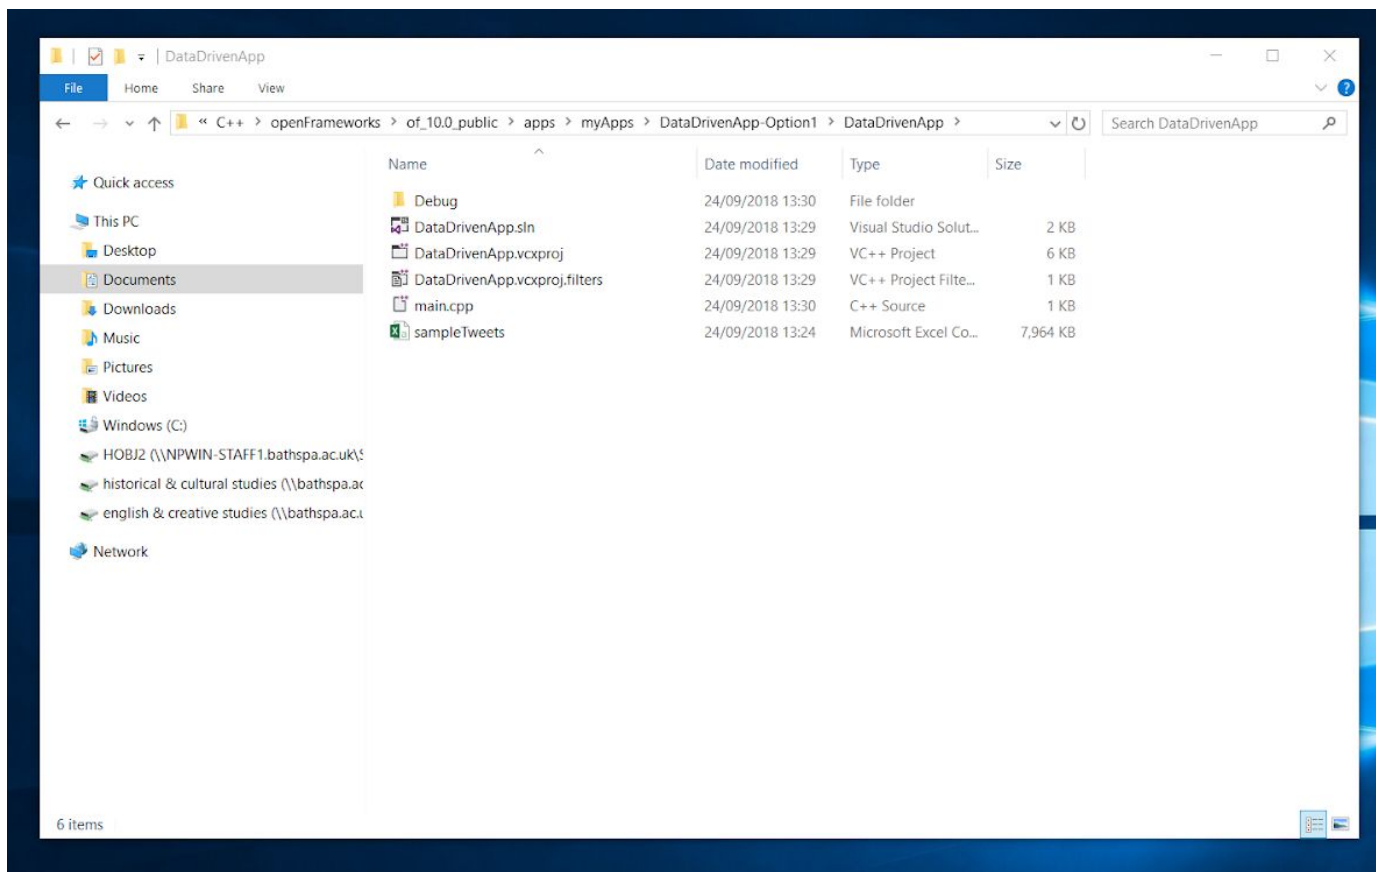 DataDrivenApp
File Home Share View
« C++ > openFrameworks > of_10.0_public > apps > myApps > DataDrivenApp-Option1 > DataDrivenApp > Search DataDrivenApp
Name Date modified Type Size
Quick access
This PC
Desktop
Documents
Downloads
Music
Pictures
Videos
Windows (C:)
HOBJ2 (\\NPWIN-STAFF1.bathspa.ac.uk\S
historical & cultural studies (\\bathspa.ac
english & creative studies (\\bathspa.ac.u
Network
Debug 24/09/2018 13:30 File folder
DataDrivenApp.sln 24/09/2018 13:29 Visual Studio Solut... 2 KB
DataDrivenApp.vcxproj 24/09/2018 13:29 VC++ Project 6 KB
DataDrivenApp.vcxproj.filters 24/09/2018 13:29 VC++ Project Filte... 1 KB
main.cpp 24/09/2018 13:30 C++ Source 1 KB
sampleTweets 24/09/2018 13:24 Microsoft Excel Co... 7,964 KB
6 items